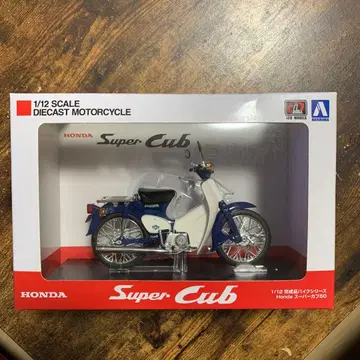 1/12 SCALE
DIECAST MOTORCYCLE
HONDA Super Cub
HONDA
Super Cub
1/12 完成品バイクシリーズ
Honda スーパーカブ50